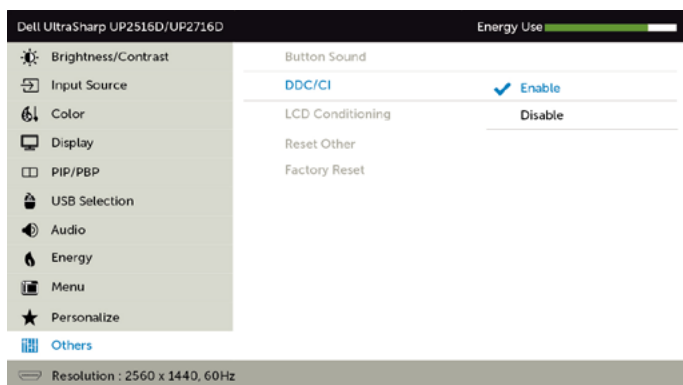 Dell UltraSharp UP2516D/UP2716D
Energy Use
Brightness/Contrast
Input Source
Color
Display
PIP/PBP
USB Selection
Audio
Energy
Menu
Personalize
Others
Button Sound
DDC/CI
LCD Conditioning
Reset Other
Factory Reset
Enable
Disable
Resolution : 2560 x 1440, 60Hz